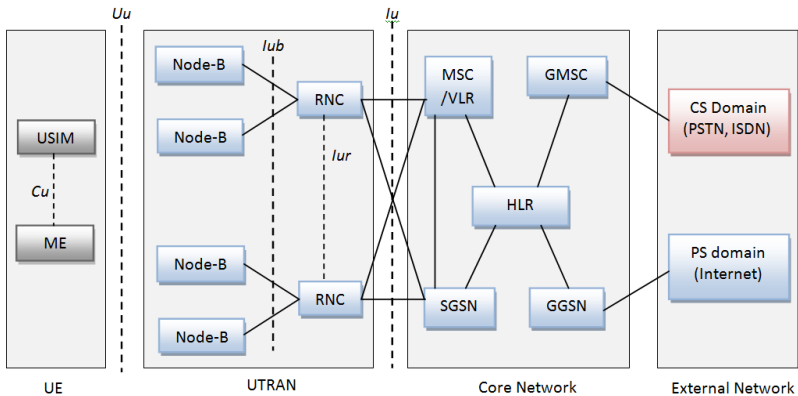 Uu
Iu
Node-B
Iub
RNC
Node-B
MSC
/VLR
GMSC
CS Domain
(PSTN, ISDN)
USIM
Cu
ME
Iur
HLR
Node-B
RNC
Node-B
SGSN
GGSN
PS domain
(Internet)
UE
UTRAN
Core Network
External Network